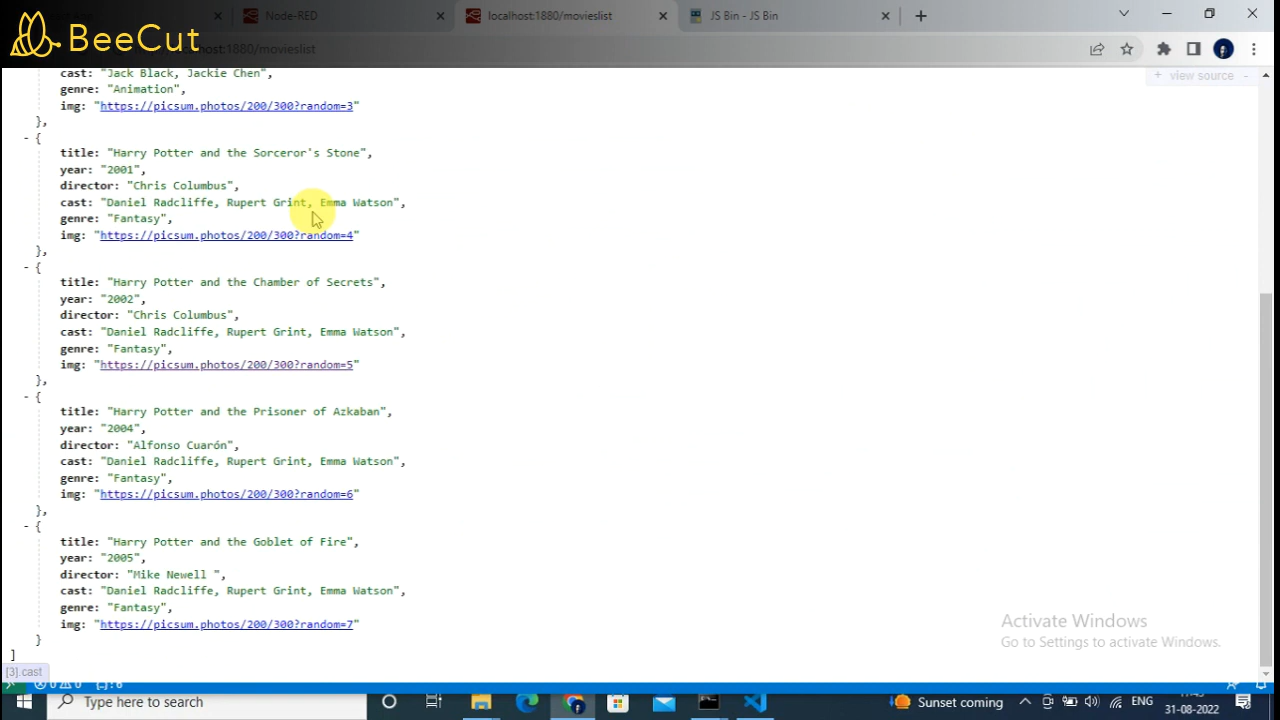 Node-RED
localhost:1880/movieslist
JS Bin - JS Bin
BeeCut
localhost:1880/movieslist
+ view source -
cast: "Jack Black, Jackie Chen",
genre: "Animation",
img: "https://picsum.photos/200/300?random=3"
},
- {
title: "Harry Potter and the Sorceror's Stone",
year: "2001",
director: "Chris Columbus",
cast: "Daniel Radcliffe, Rupert Grint, Emma Watson",
genre: "Fantasy",
img: "https://picsum.photos/200/300?random=4"
},
- {
title: "Harry Potter and the Chamber of Secrets",
year: "2002",
director: "Chris Columbus",
cast: "Daniel Radcliffe, Rupert Grint, Emma Watson",
genre: "Fantasy",
img: "https://picsum.photos/200/300?random=5"
},
- {
title: "Harry Potter and the Prisoner of Azkaban",
year: "2004",
director: "Alfonso Cuarón",
cast: "Daniel Radcliffe, Rupert Grint, Emma Watson",
genre: "Fantasy",
img: "https://picsum.photos/200/300?random=6"
},
- {
title: "Harry Potter and the Goblet of Fire",
year: "2005",
director: "Mike Newell ",
cast: "Daniel Radcliffe, Rupert Grint, Emma Watson",
genre: "Fantasy",
img: "https://picsum.photos/200/300?random=7"
}
]
Activate Windows
Go to Settings to activate Windows.
[3].cast
Type here to search
Sunset coming
ENG
31-08-2022